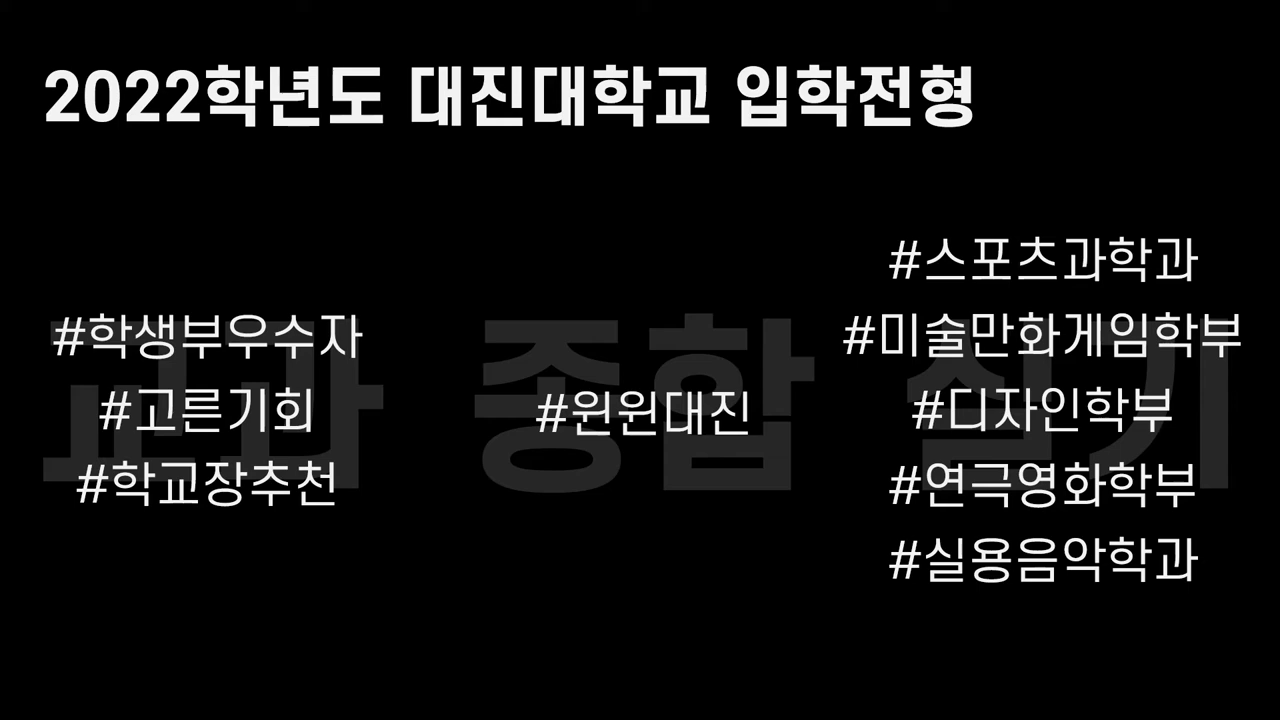 2022학년도 대진대학교 입학전형
교과
#학생부우수자
#고른기회
#학교장추천
종합
#윈윈대진
실기
#스포츠과학과
#미술만화게임학부
#디자인학부
#연극영화학부
#실용음악학과